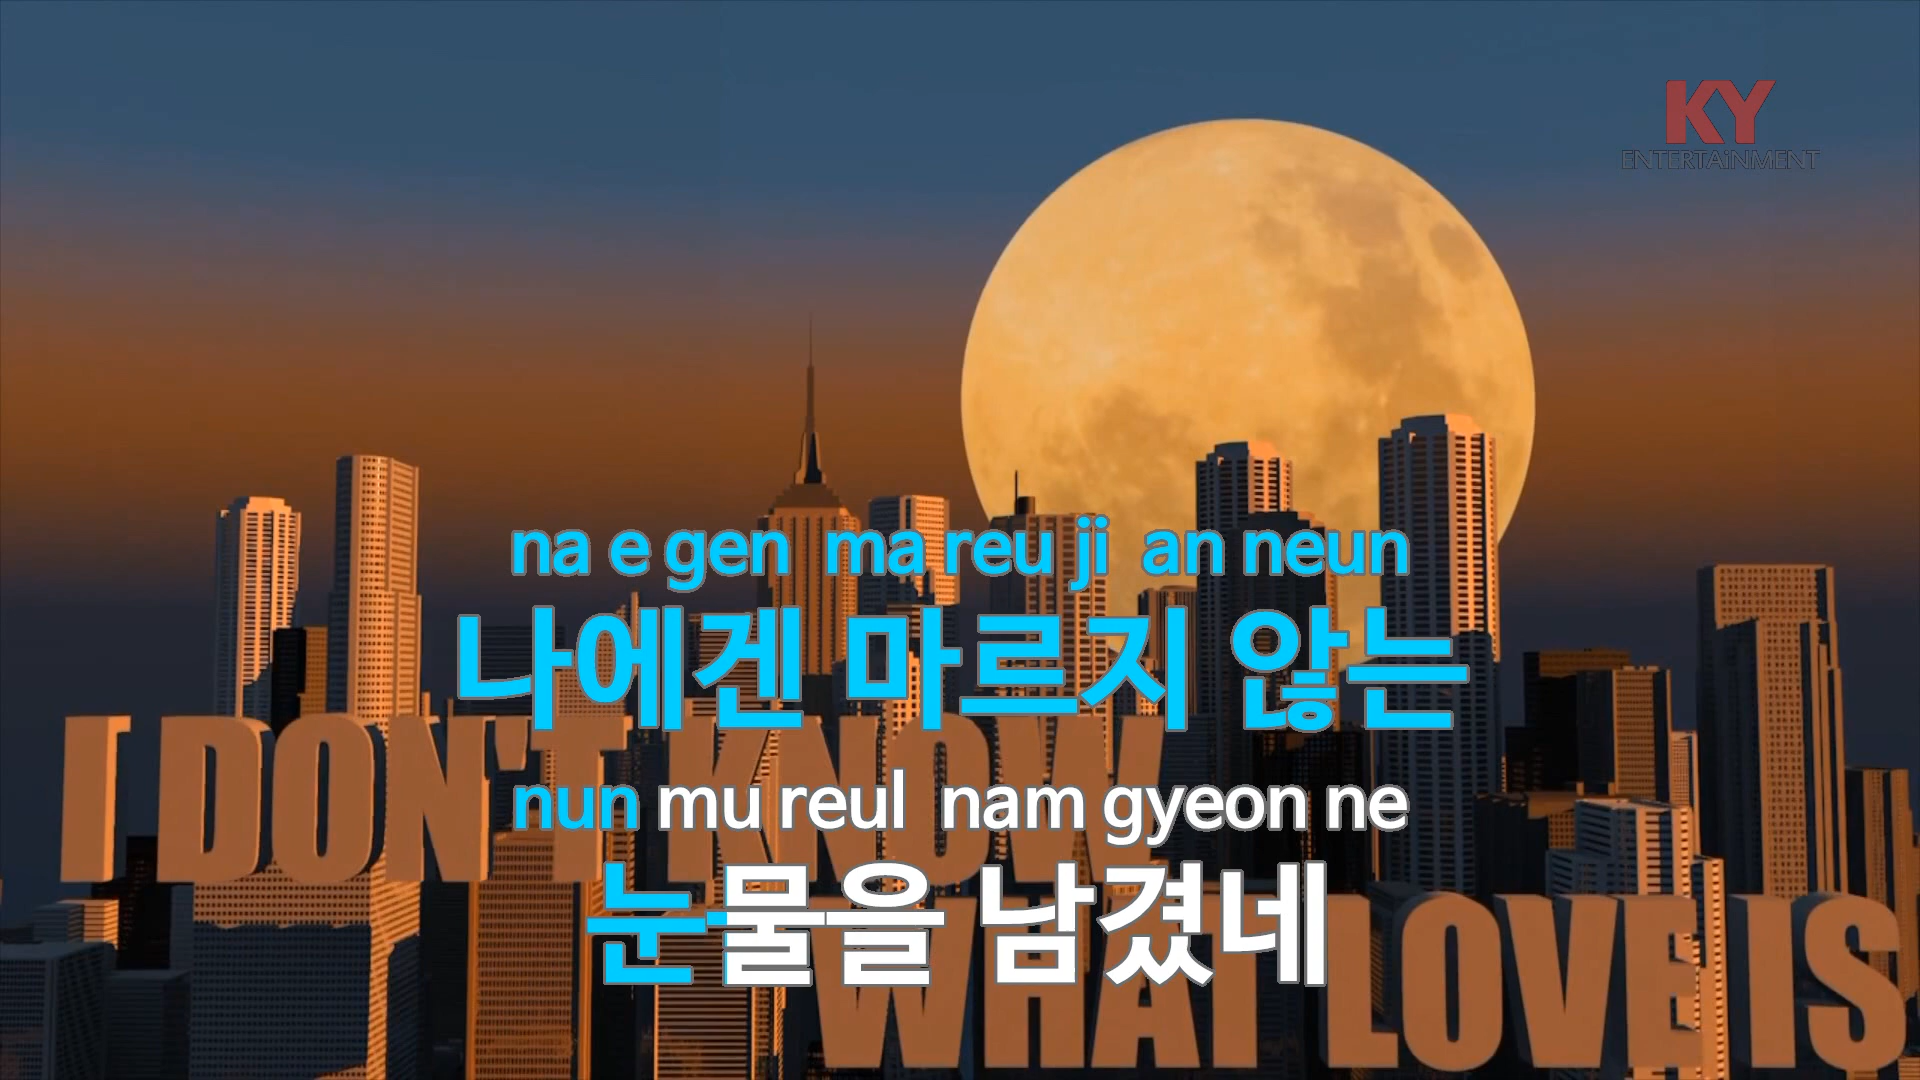 KY
ENTERTAiNMENT
na e gen ma reu ji an neun
나에겐 마르지 않는
I DON'T KNOW
nun mu reul nam gyeon ne
눈물을 남겼네
WHAT LOVE IS